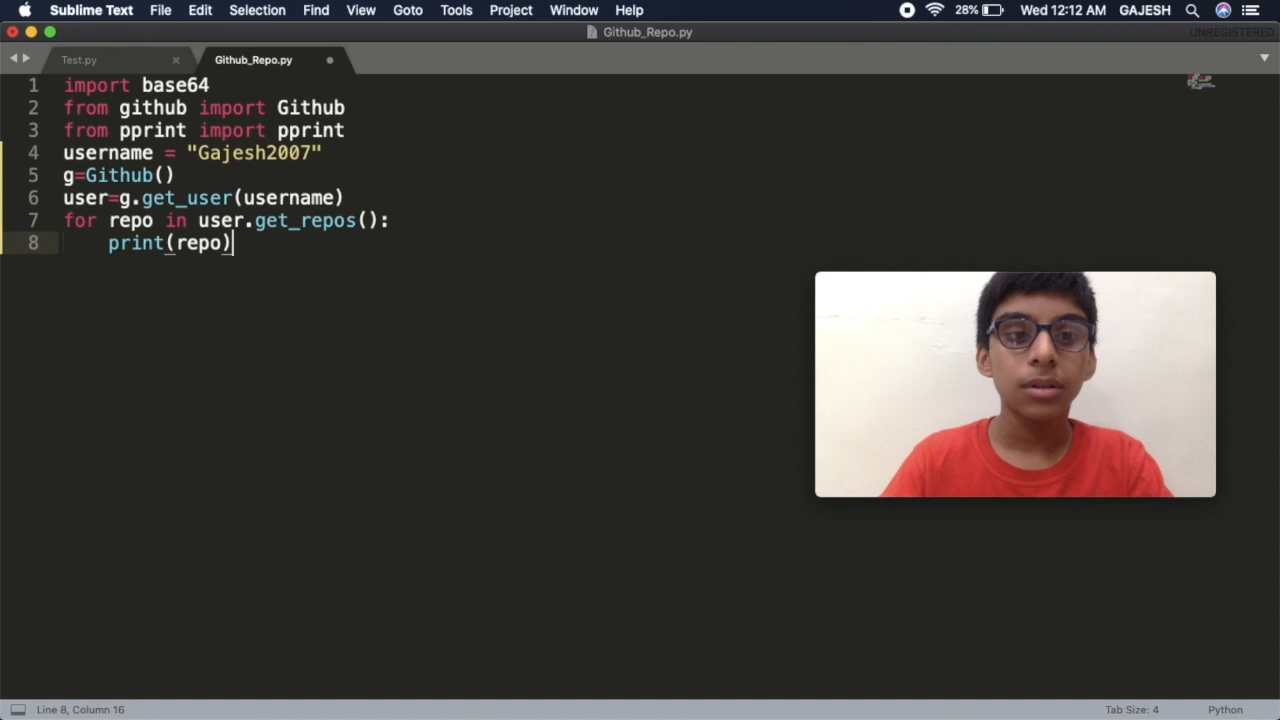 Sublime Text File Edit Selection Find View Goto Tools Project Window Help 28% Wed 12:12 AM GAJESH
Github_Repo.py UNREGISTERED
Test.py Github_Repo.py
1 import base64
2 from github import Github
3 from pprint import pprint
4 username = "Gajesh2007"
5 g=Github()
6 user=g.get_user(username)
7 for repo in user.get_repos():
8 print(repo)
Line 8, Column 16 Tab Size: 4 Python